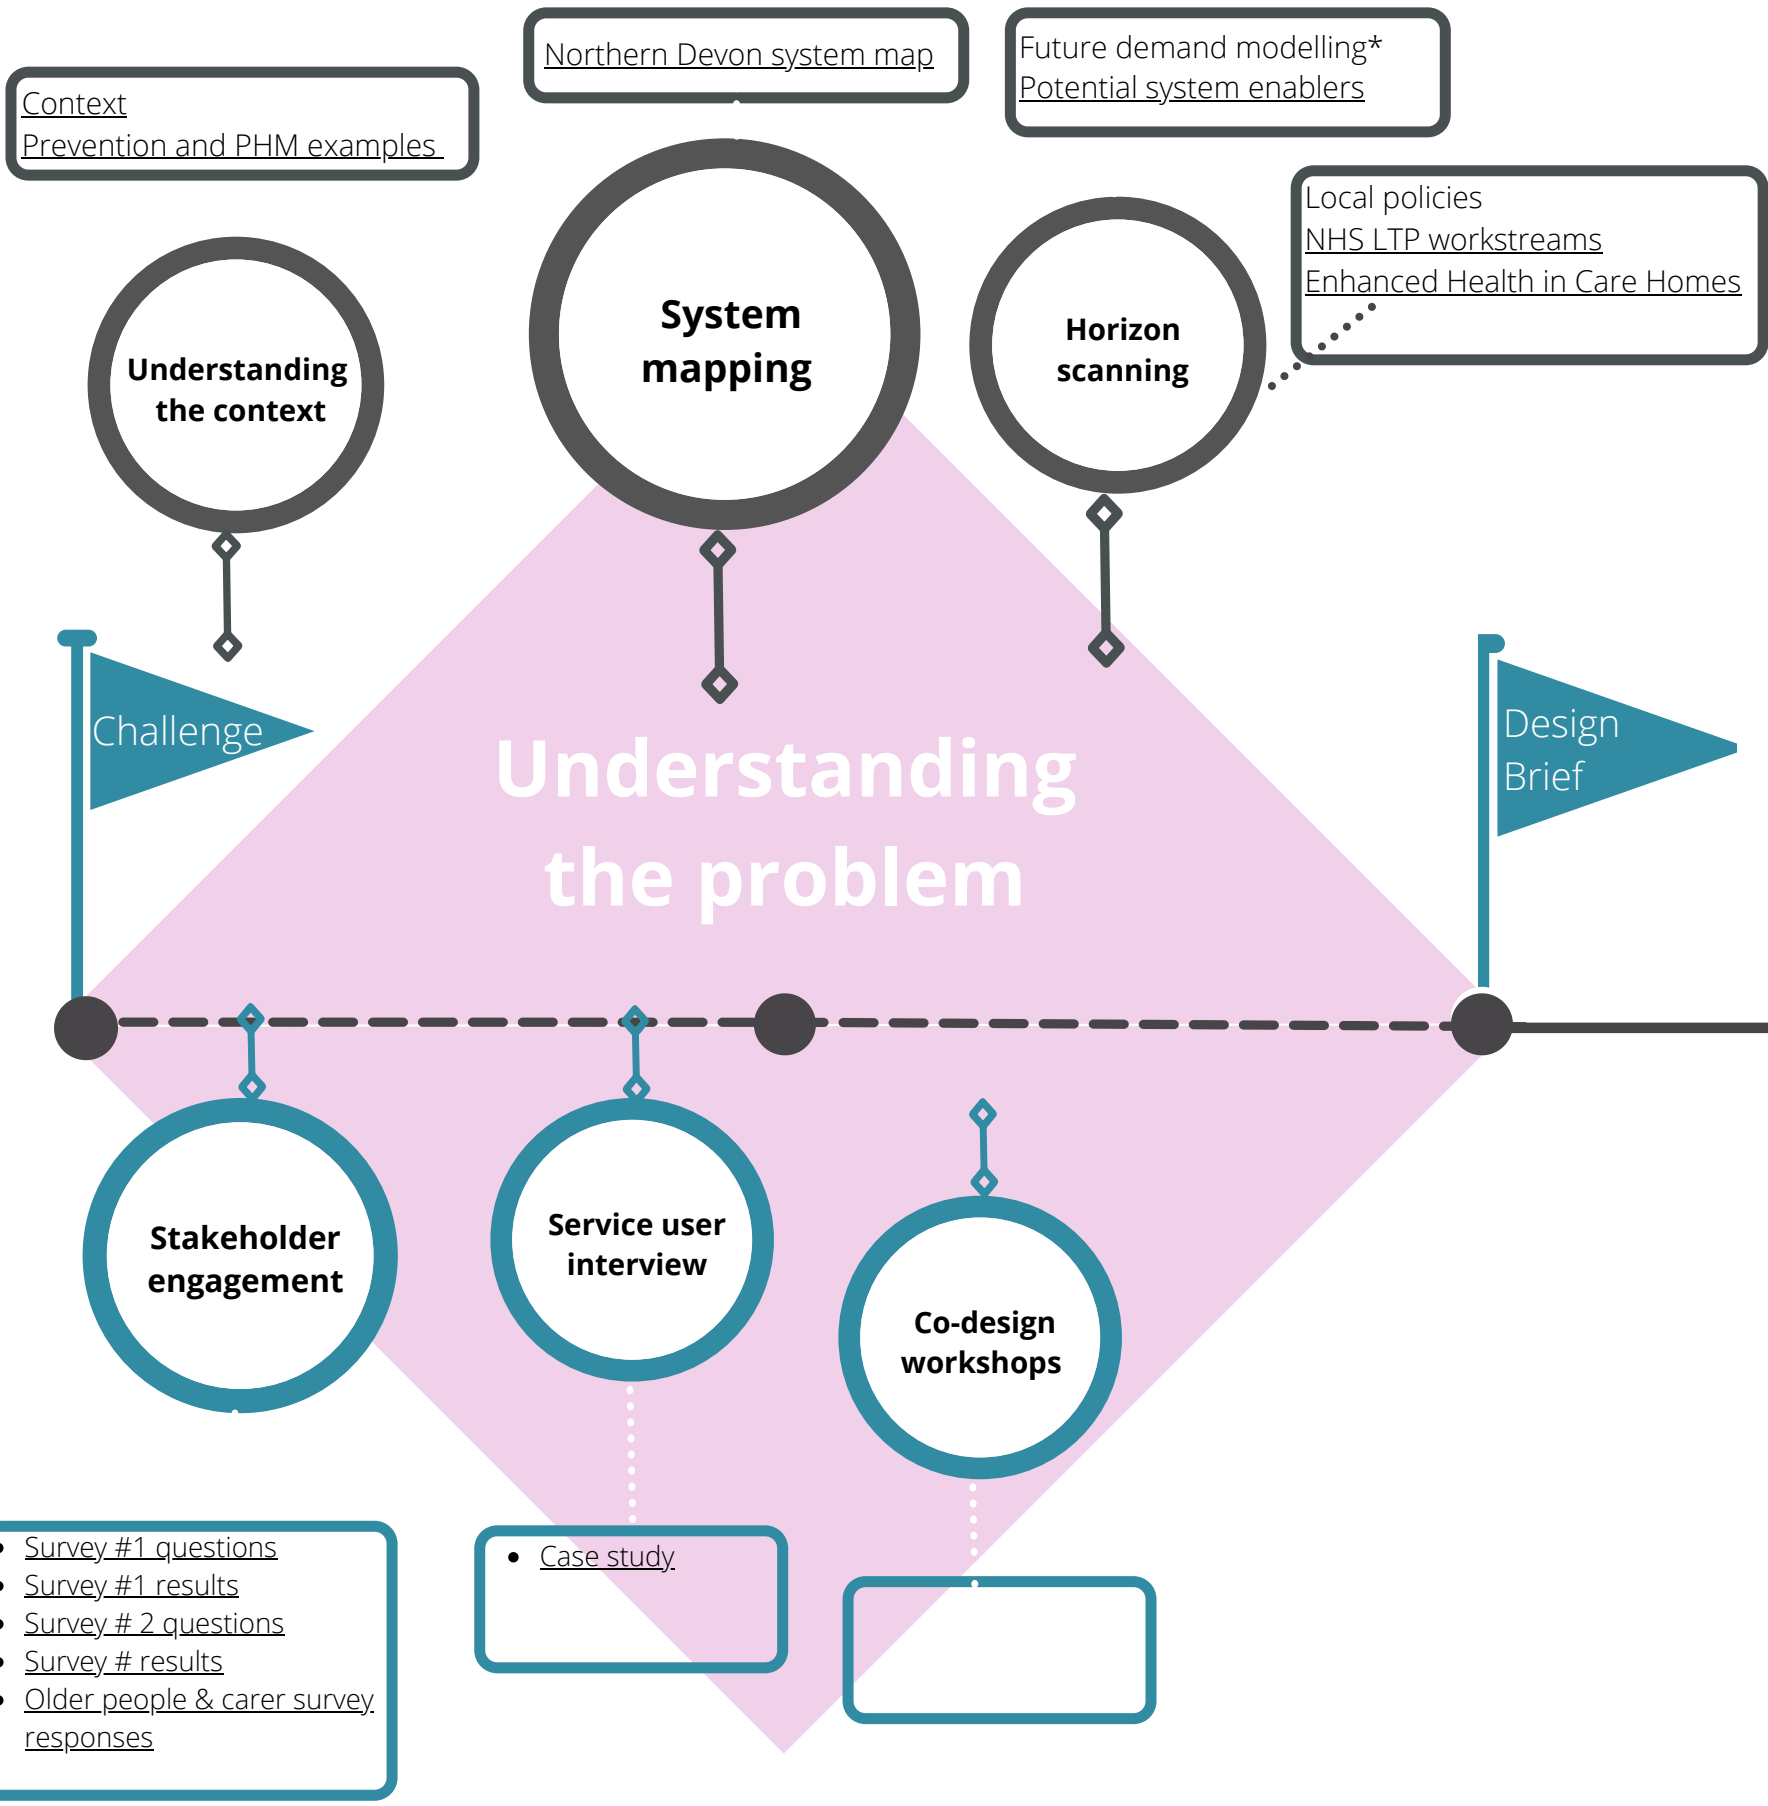 Northern Devon system map
Future demand modelling*
Potential system enablers
Context
Prevention and PHM examples
Local policies
NHS LTP workstreams
Enhanced Health in Care Homes
System
mapping
Horizon
scanning
Understanding
the context
Challenge
Design
Brief
Understanding
the problem
Stakeholder
engagement
Service user
interview
Co-design
workshops
• Survey #1 questions
• Survey #1 results
• Survey # 2 questions
• Survey # results
• Older people & carer survey
responses
• Case study